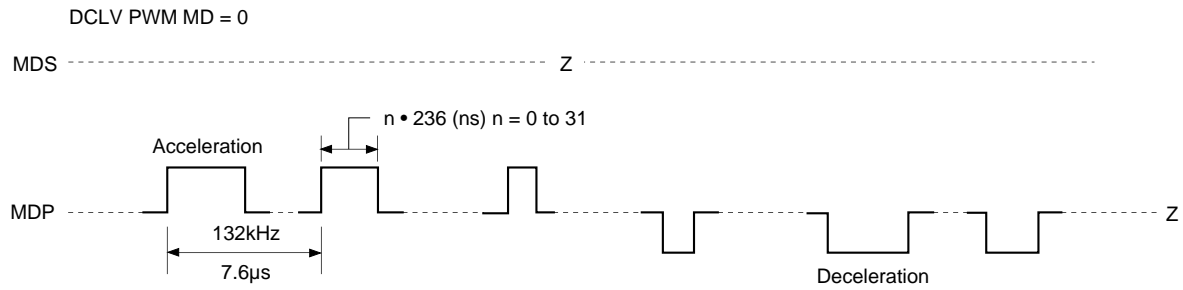 DCLV PWM MD = 0
MDS
Z
n • 236 (ns) n = 0 to 31
Acceleration
MDP
Z
132kHz
7.6µs
Deceleration